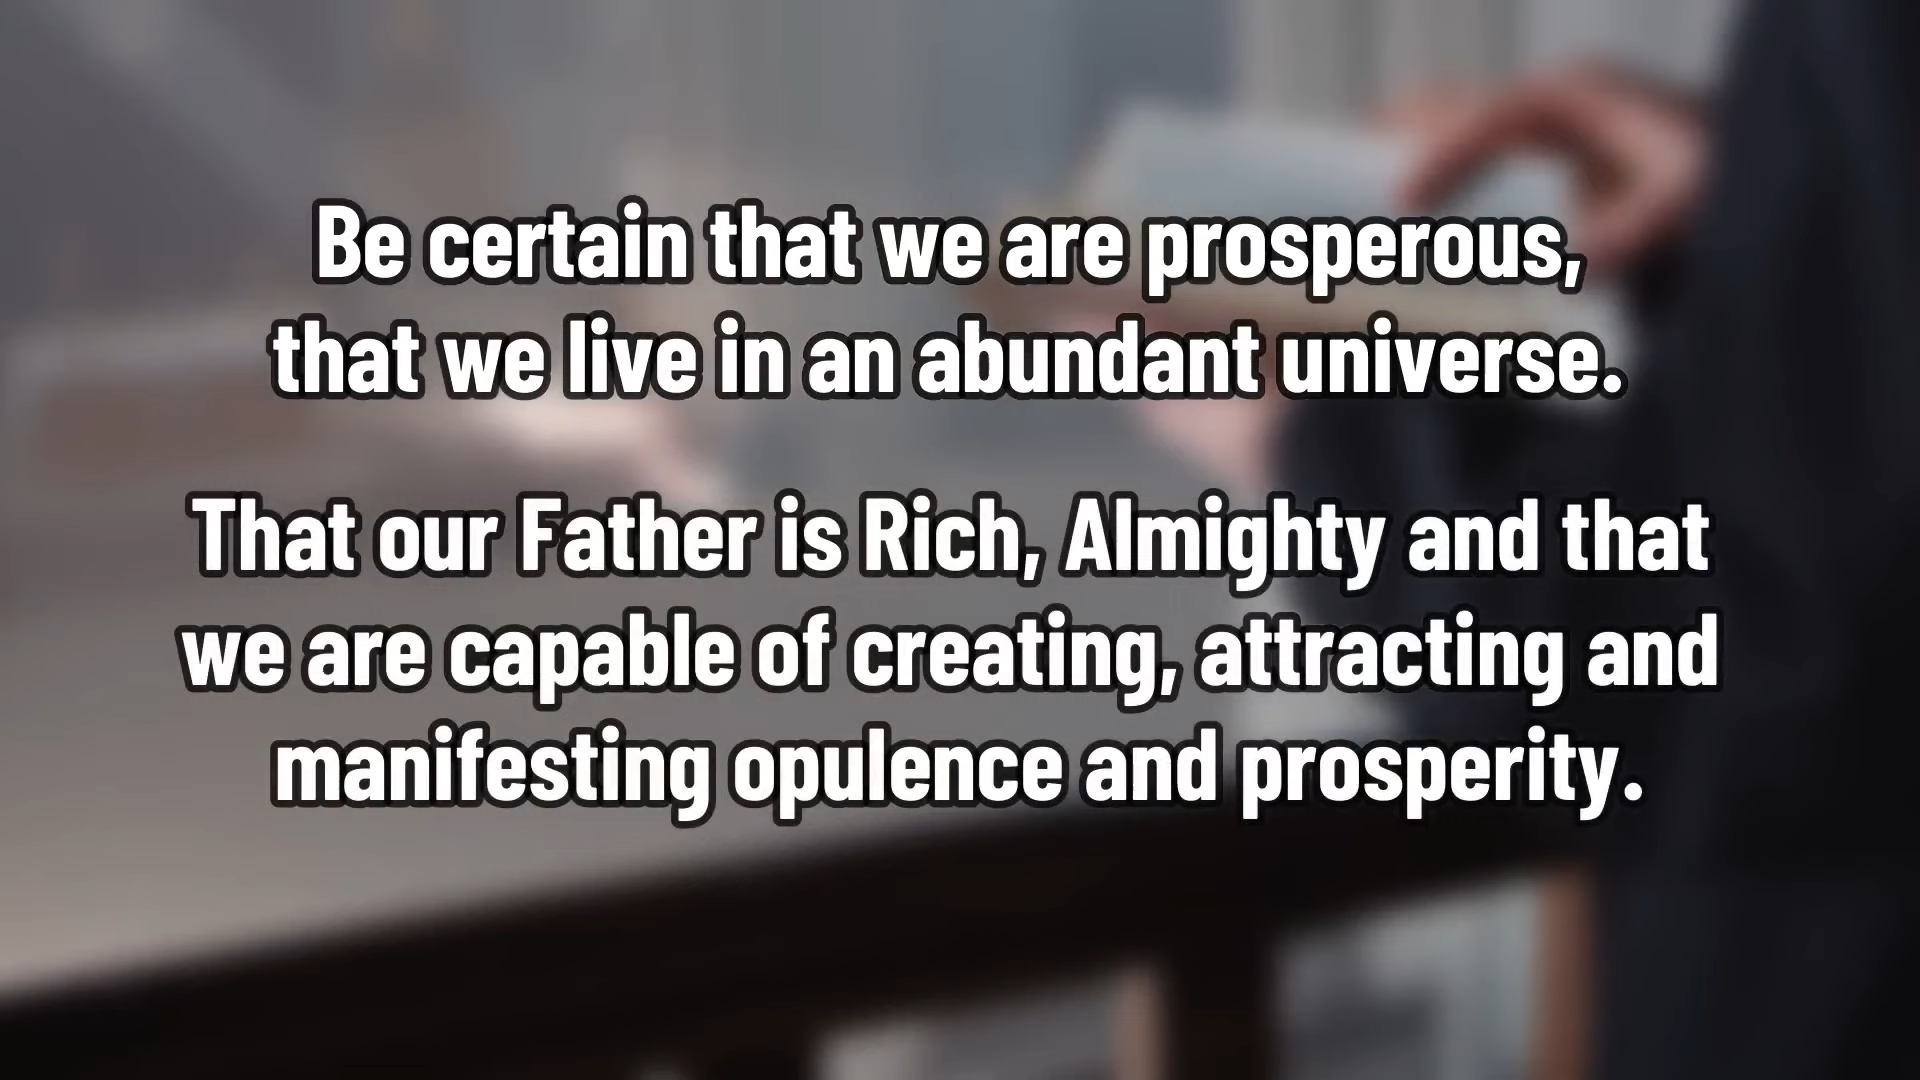 Be certain that we are prosperous,
that we live in an abundant universe.
That our Father is Rich, Almighty and that
we are capable of creating, attracting and
manifesting opulence and prosperity.